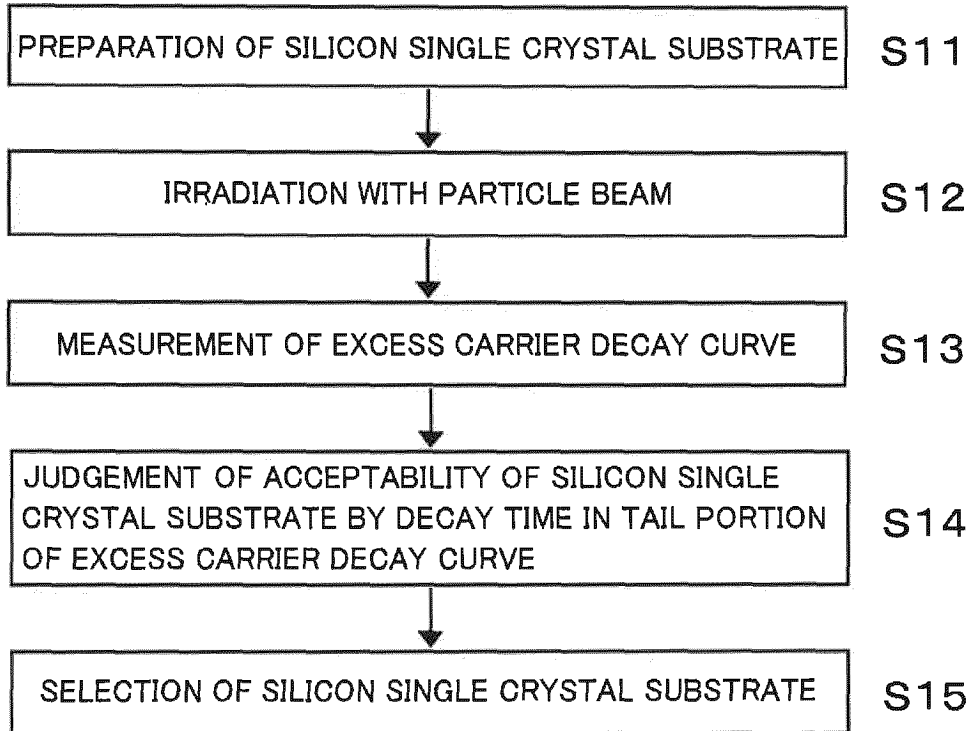 PREPARATION OF SILICON SINGLE CRYSTAL SUBSTRATE S11
IRRADIATION WITH PARTICLE BEAM S12
MEASUREMENT OF EXCESS CARRIER DECAY CURVE S13
JUDGEMENT OF ACCEPTABILITY OF SILICON SINGLE
CRYSTAL SUBSTRATE BY DECAY TIME IN TAIL PORTION S14
OF EXCESS CARRIER DECAY CURVE
SELECTION OF SILICON SINGLE CRYSTAL SUBSTRATE S15